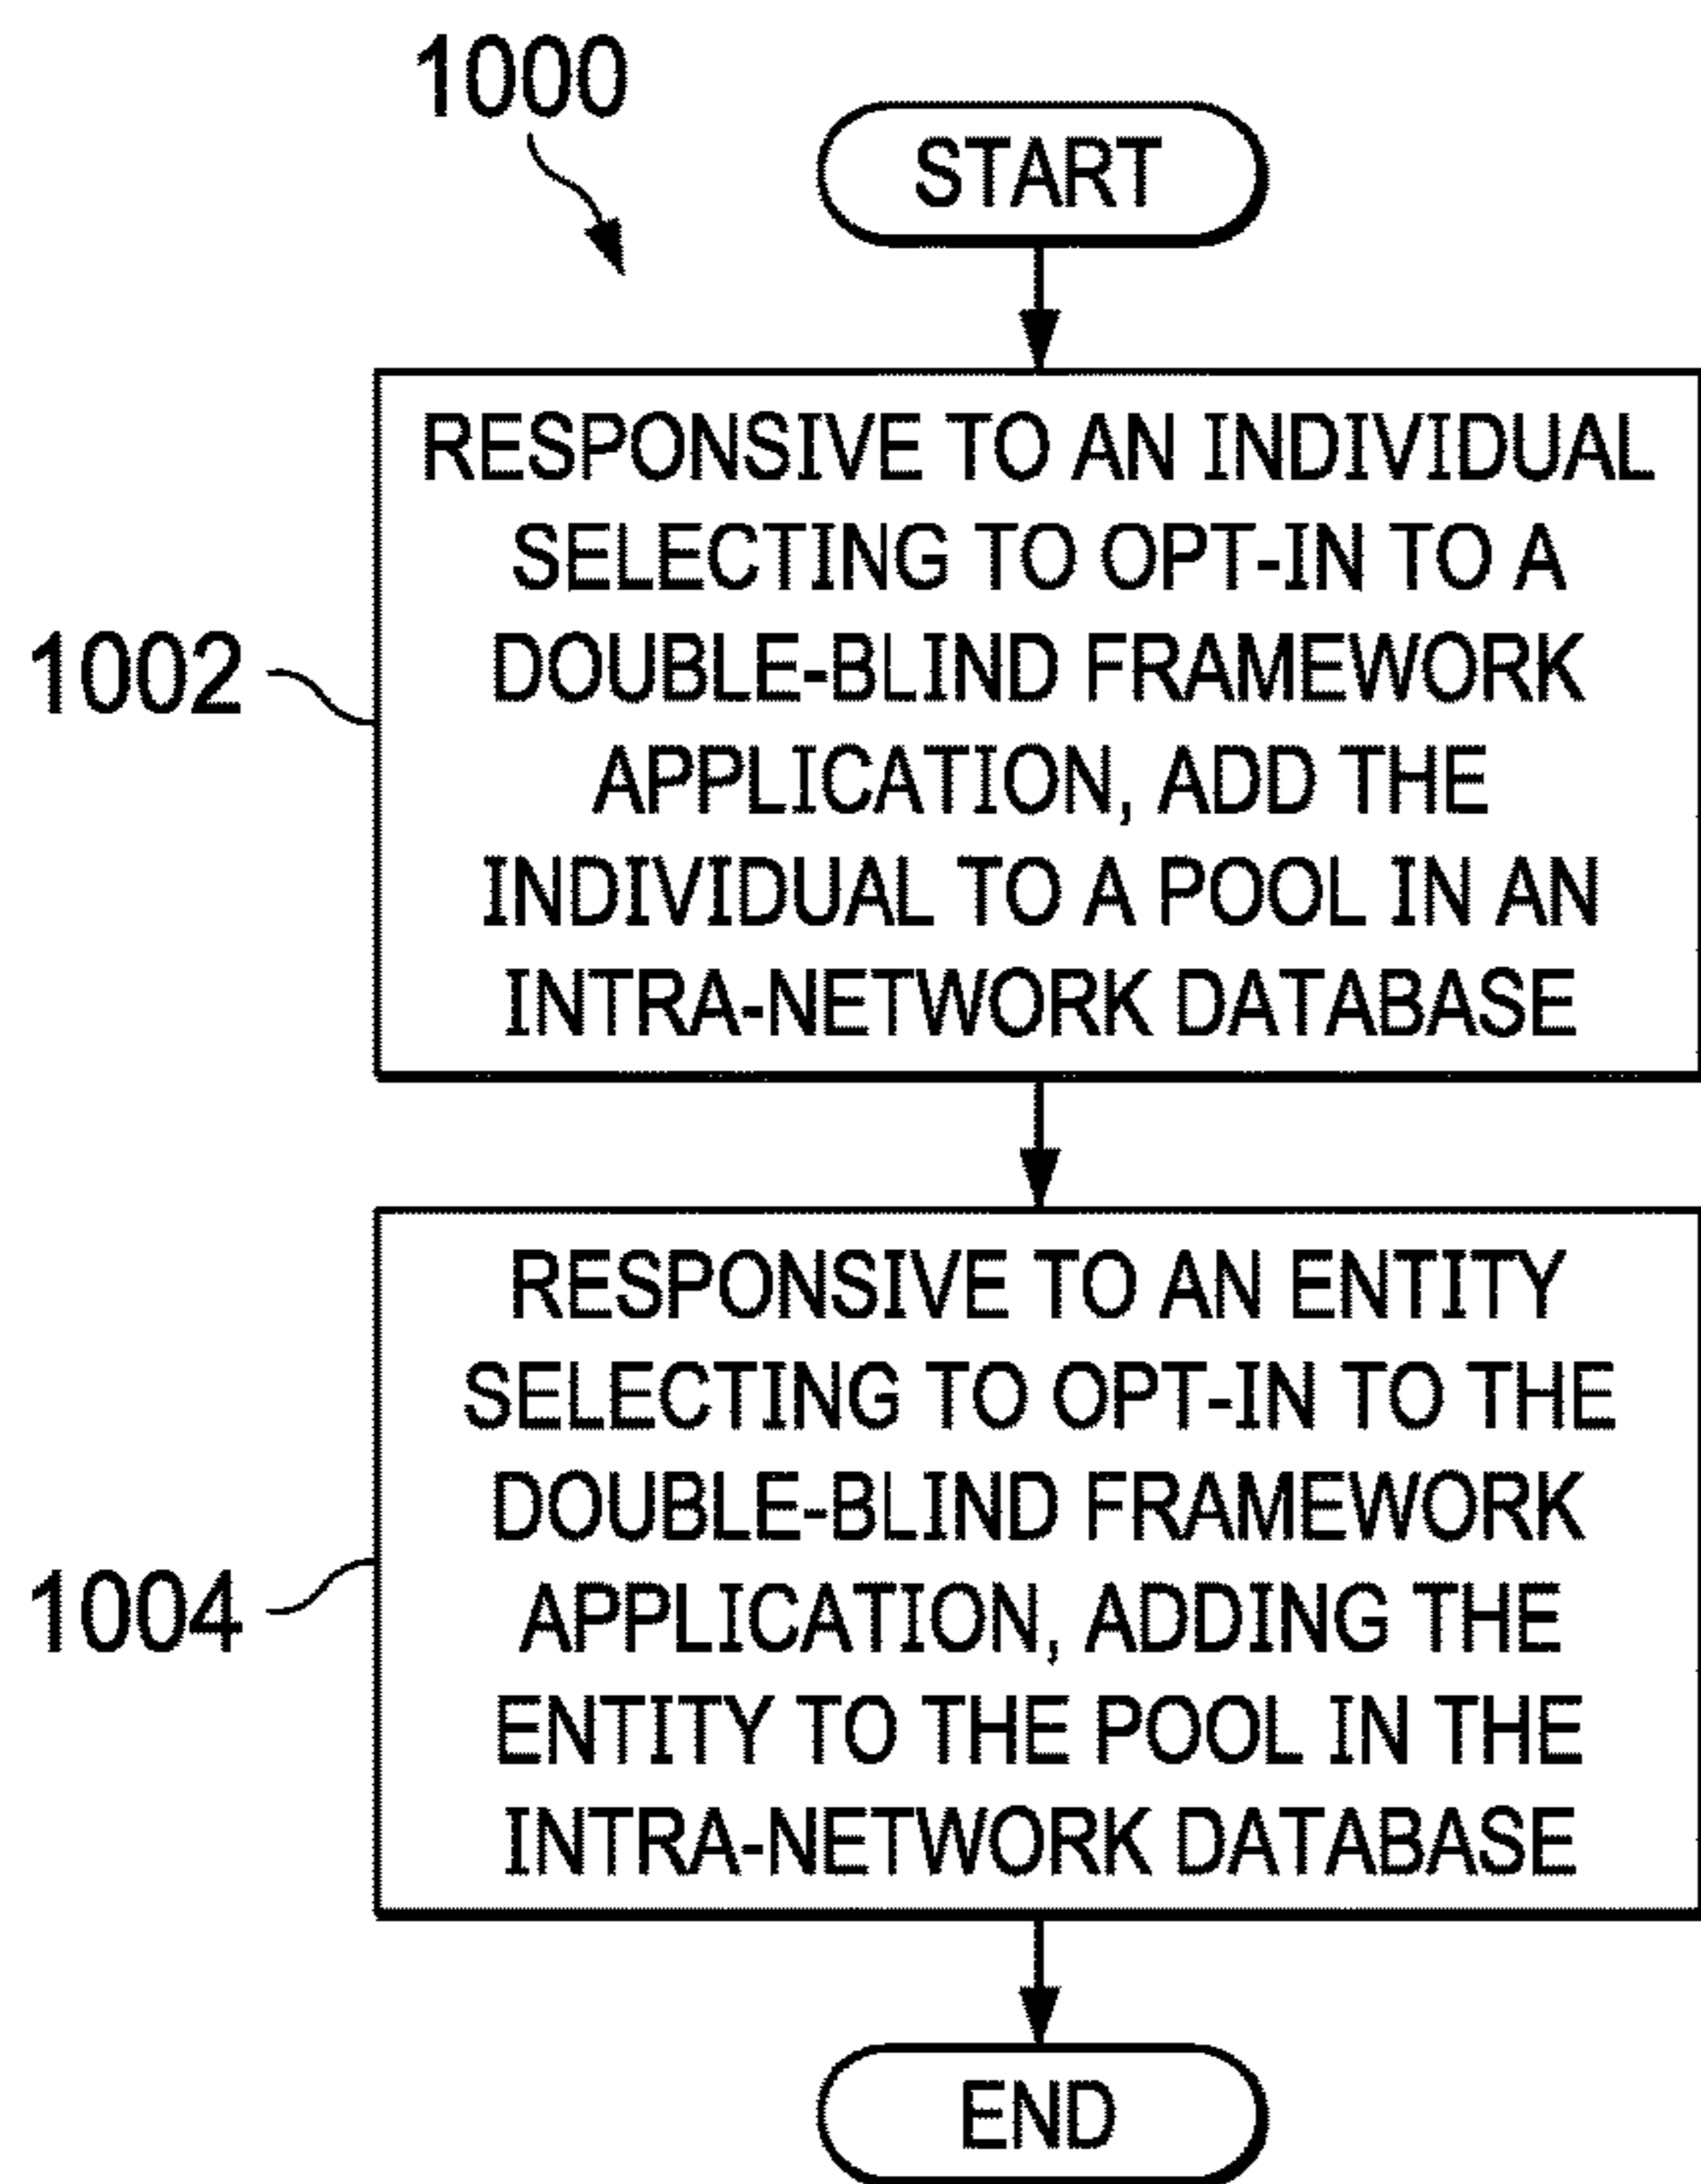 1000
START
RESPONSIVE TO AN INDIVIDUAL
SELECTING TO OPT-IN TO A
DOUBLE-BLIND FRAMEWORK
APPLICATION, ADD THE
INDIVIDUAL TO A POOL IN AN
INTRA-NETWORK DATABASE
1002
RESPONSIVE TO AN ENTITY
SELECTING TO OPT-IN TO THE
DOUBLE-BLIND FRAMEWORK
APPLICATION, ADDING THE
ENTITY TO THE POOL IN THE
INTRA-NETWORK DATABASE
1004
END